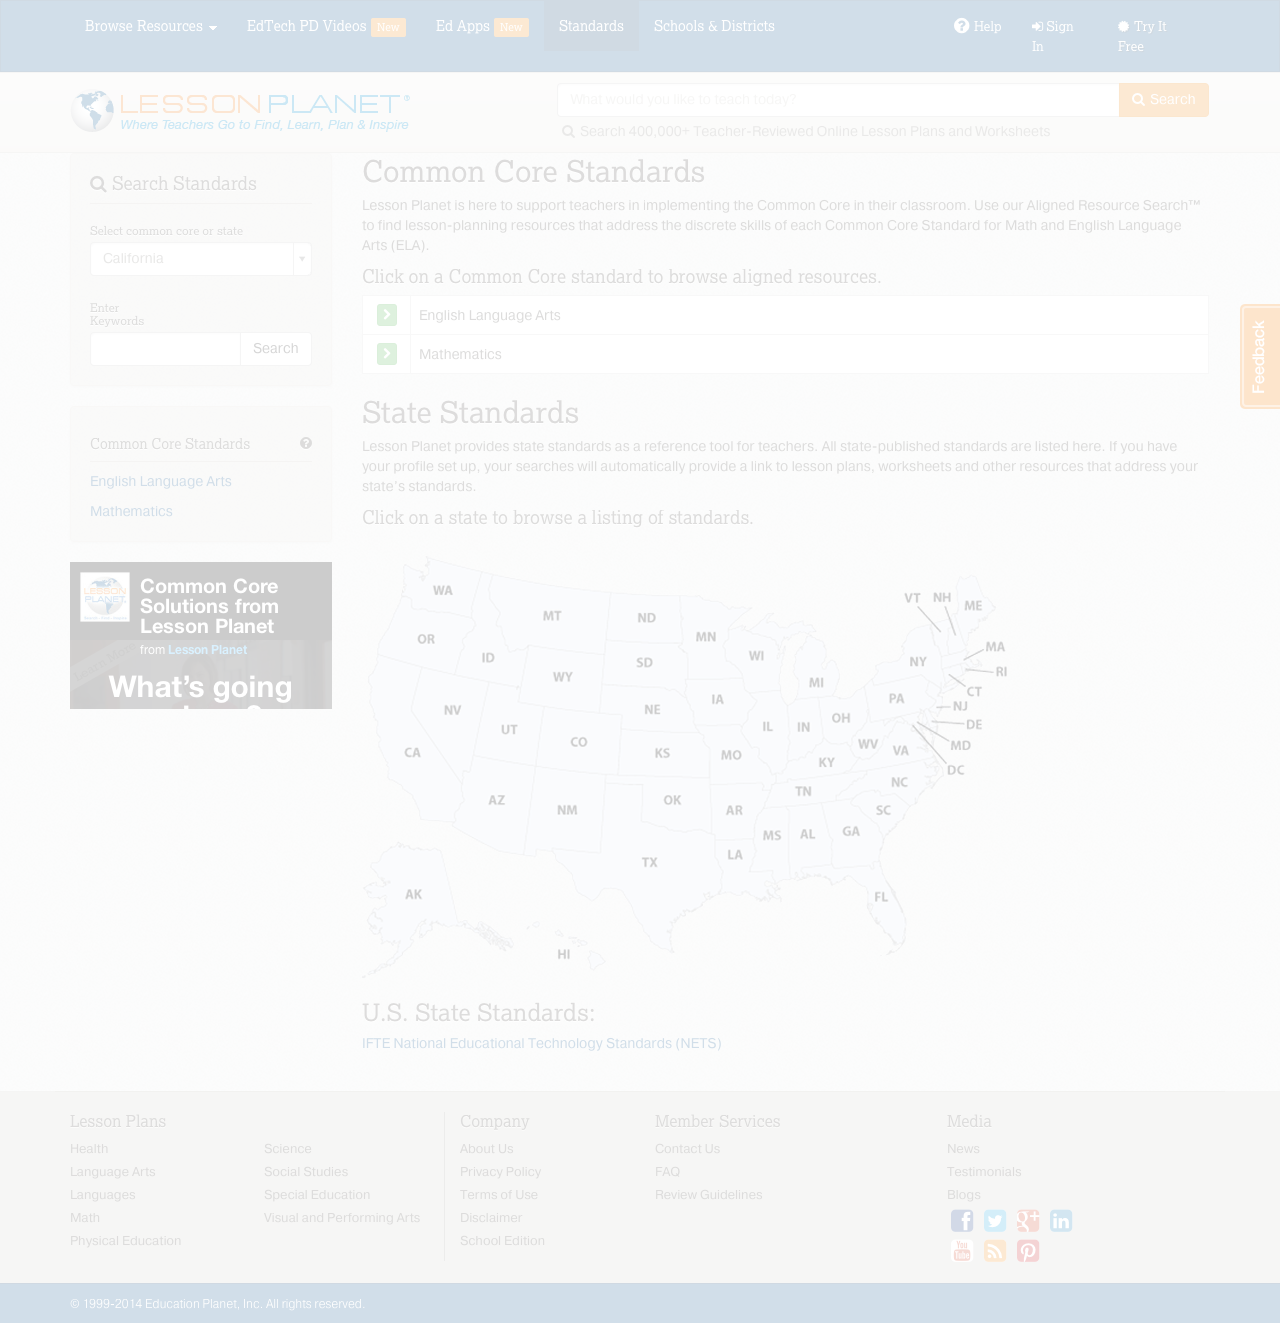 Browse Resources
EdTech PD Videos New
Ed Apps New
Standards
Schools & Districts
Help
Sign In
Try It Free
LESSON PLANET®
Where Teachers Go to Find, Learn, Plan & Inspire
What would you like to teach today?
Search
Search 400,000+ Teacher-Reviewed Online Lesson Plans and Worksheets
Search Standards
Select common core or state
California
Enter
Keywords
Search
Common Core Standards
English Language Arts
Mathematics
LESSON
PLANET
Common Core
Solutions from
Lesson Planet
from Lesson Planet
What's going
Common Core Standards
Lesson Planet is here to support teachers in implementing the Common Core in their classroom. Use our Aligned Resource Search™
to find lesson-planning resources that address the discrete skills of each Common Core Standard for Math and English Language
Arts (ELA).
Click on a Common Core standard to browse aligned resources.
English Language Arts
Mathematics
State Standards
Lesson Planet provides state standards as a reference tool for teachers. All state-published standards are listed here. If you have
your profile set up, your searches will automatically provide a link to lesson plans, worksheets and other resources that address your
state's standards.
Click on a state to browse a listing of standards.
WA
MT
ND
MN
VT
NH
ME
OR
ID
SD
WI
MA
WY
NY
RI
MI
CT
NV
NE
IA
PA
NJ
UT
IL
IN
OH
DE
CO
WV
MD
CA
KS
MO
VA
KY
DC
AZ
NM
OK
TN
NC
AR
SC
MS
AL
GA
TX
LA
AK
FL
HI
U.S. State Standards:
IFTE National Educational Technology Standards (NETS)
Feedback
Lesson Plans
Health
Language Arts
Languages
Math
Physical Education
Science
Social Studies
Special Education
Visual and Performing Arts
Company
About Us
Privacy Policy
Terms of Use
Disclaimer
School Edition
Member Services
Contact Us
FAQ
Review Guidelines
Media
News
Testimonials
Blogs
You
Tube
© 1999-2014 Education Planet, Inc. All rights reserved.